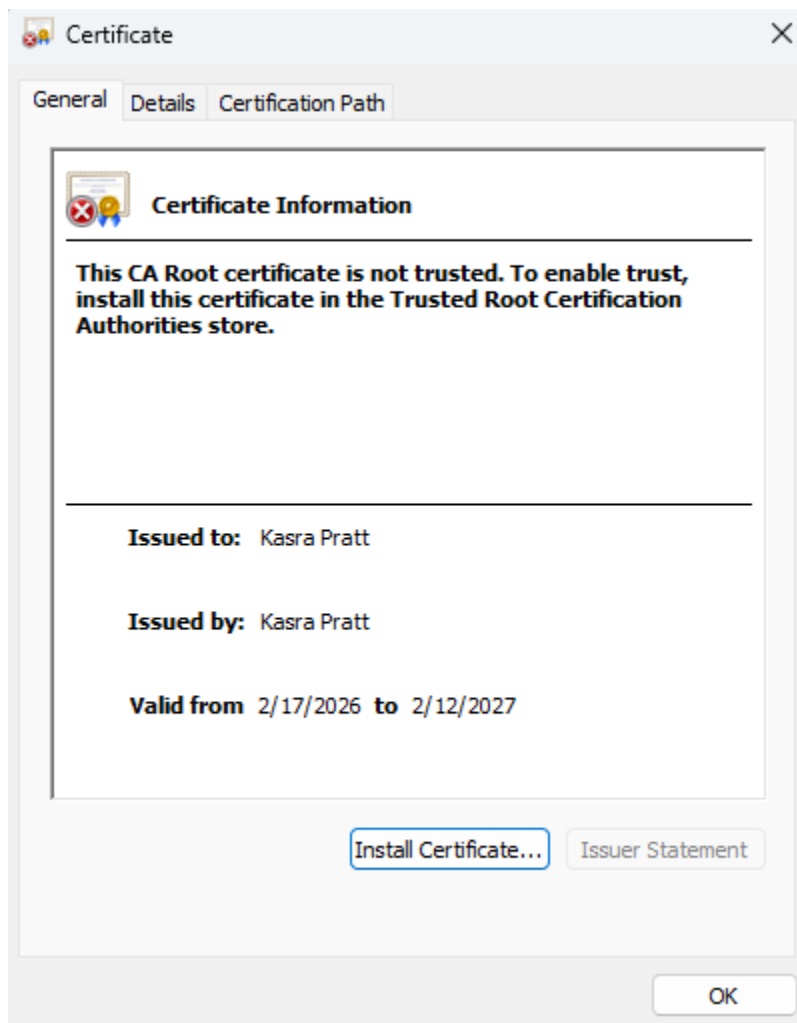 Certificate
General Details Certification Path
Certificate Information
This CA Root certificate is not trusted. To enable trust,
install this certificate in the Trusted Root Certification
Authorities store.
Issued to: Kasra Pratt
Issued by: Kasra Pratt
Valid from 2/17/2026 to 2/12/2027
Install Certificate... Issuer Statement
OK